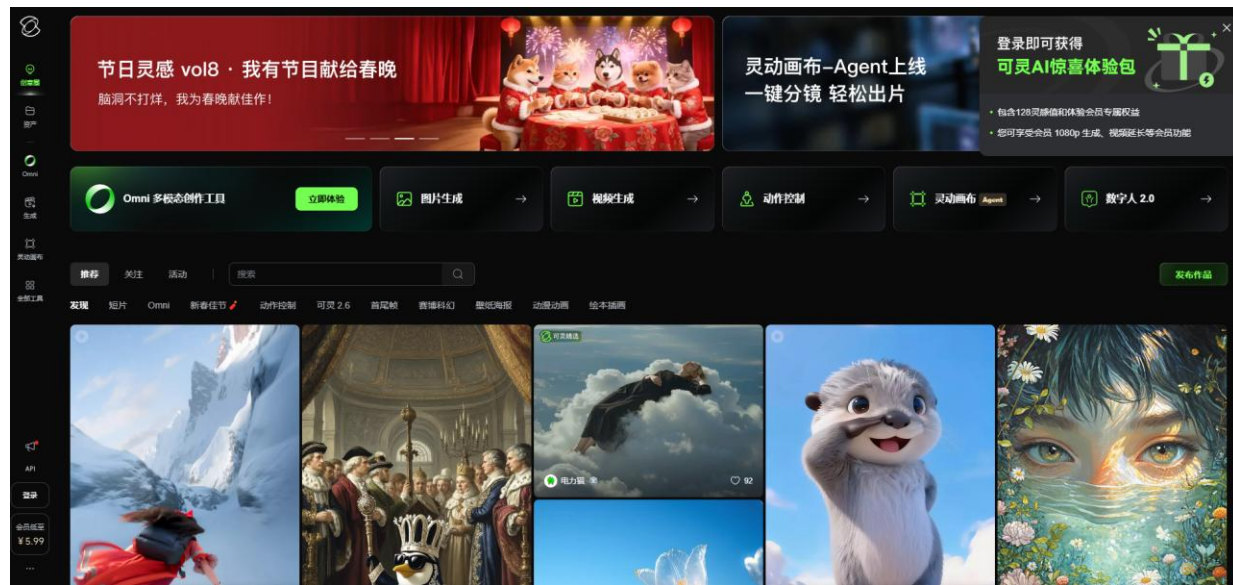 节日灵感 vol8 · 我有节目献给春晚
脑洞不打烊，我为春晚献佳作！
灵动画布-Agent上线
一键分镜 轻松出片
登录即可获得
可灵AI惊喜体验包
• 包含128灵感值和体验会员专属权益
• 您可享受会员 1080p 生成、视频延长等会员功能
创意圈
资产
Omni
生成
灵动画布
全部工具
API
登录
会员低至
¥5.99
Omni 多模态创作工具
立即体验
图片生成
视频生成
动作控制
灵动画布 Agent
数字人 2.0
推荐 关注 活动
搜索
发布作品
发现 短片 Omni 新春佳节 动作控制 可灵 2.6 首尾帧 赛博科幻 壁纸海报 动漫动画 绘本插画
可灵精选
电力猫
92